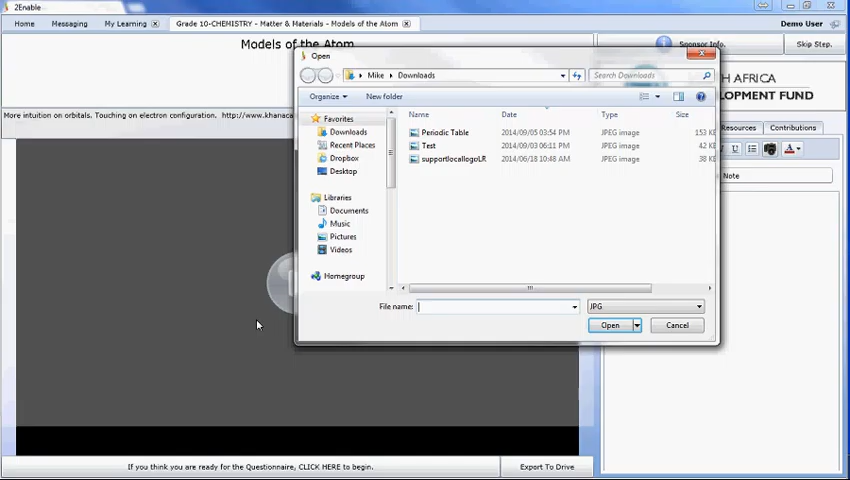 2Enable
Home Messaging My Learning Grade 10-CHEMISTRY - Matter & Materials - Models of the Atom Demo User
Models of the Atom
Sponsor Info. Skip Step.
Open
Mike Downloads
Search Downloads
H AFRICA
LOPMENT FUND
Organize New folder
More intuition on orbitals. Touching on electron configuration. http://www.khanaca
Name Date Type Size
Favorites
Downloads
Recent Places
Dropbox
Desktop
Libraries
Documents
Music
Pictures
Videos
Homegroup
Periodic Table 2014/09/05 03:54 PM JPEG image 153 KE
Test 2014/09/03 06:11 PM JPEG image 42 KE
supportlocallogoLR 2014/06/18 10:48 AM JPEG image 38 KE
Resources Contributions
U A
Note
File name: JPG
Open Cancel
If you think you are ready for the Questionnaire, CLICK HERE to begin. Export To Drive